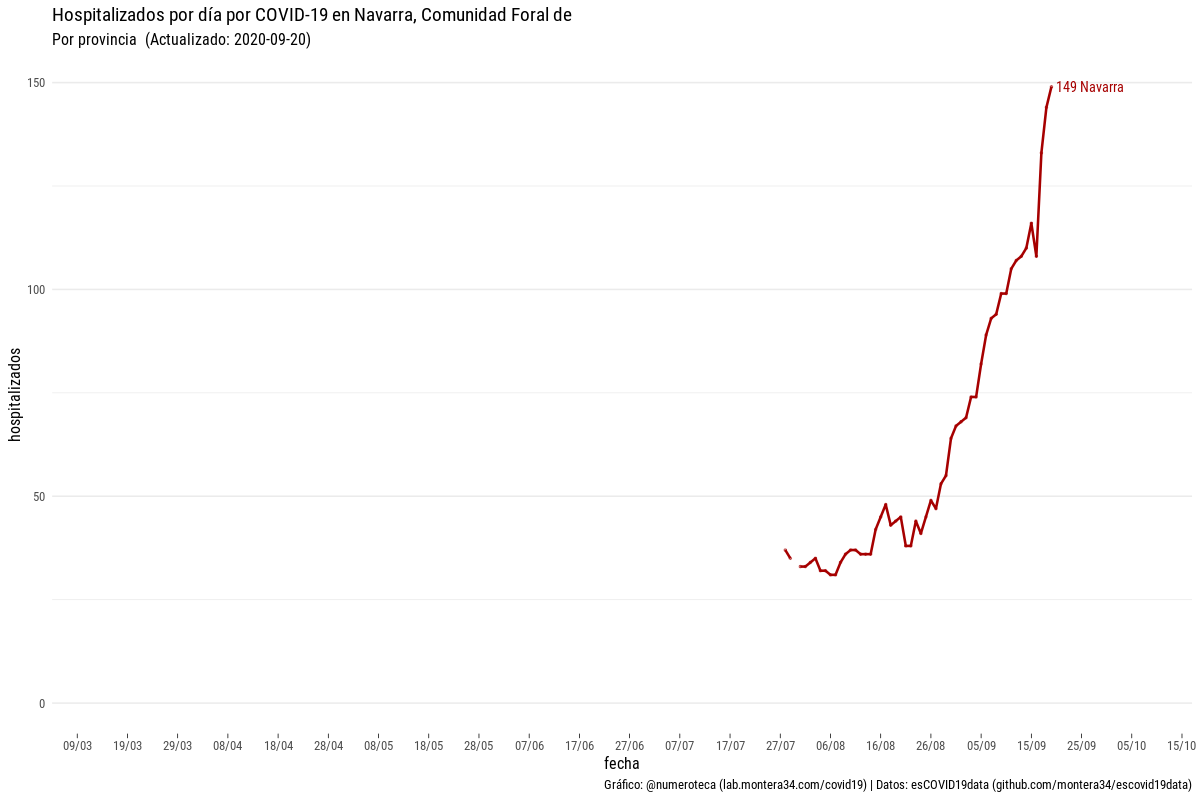 Hospitalizados por día por COVID-19 en Navarra, Comunidad Foral de
Por provincia  (Actualizado: 2020-09-20)
150
149 Navarra
100
hospitalizados
50
0
09/03 19/03 29/03 08/04 18/04 28/04 08/05 18/05 28/05 07/06 17/06 27/06 07/07 17/07 27/07 06/08 16/08 26/08 05/09 15/09 25/09 05/10 15/10
fecha
Gráfico: @numeroteca (lab.montera34.com/covid19) | Datos: esCOVID19data (github.com/montera34/escovid19data)